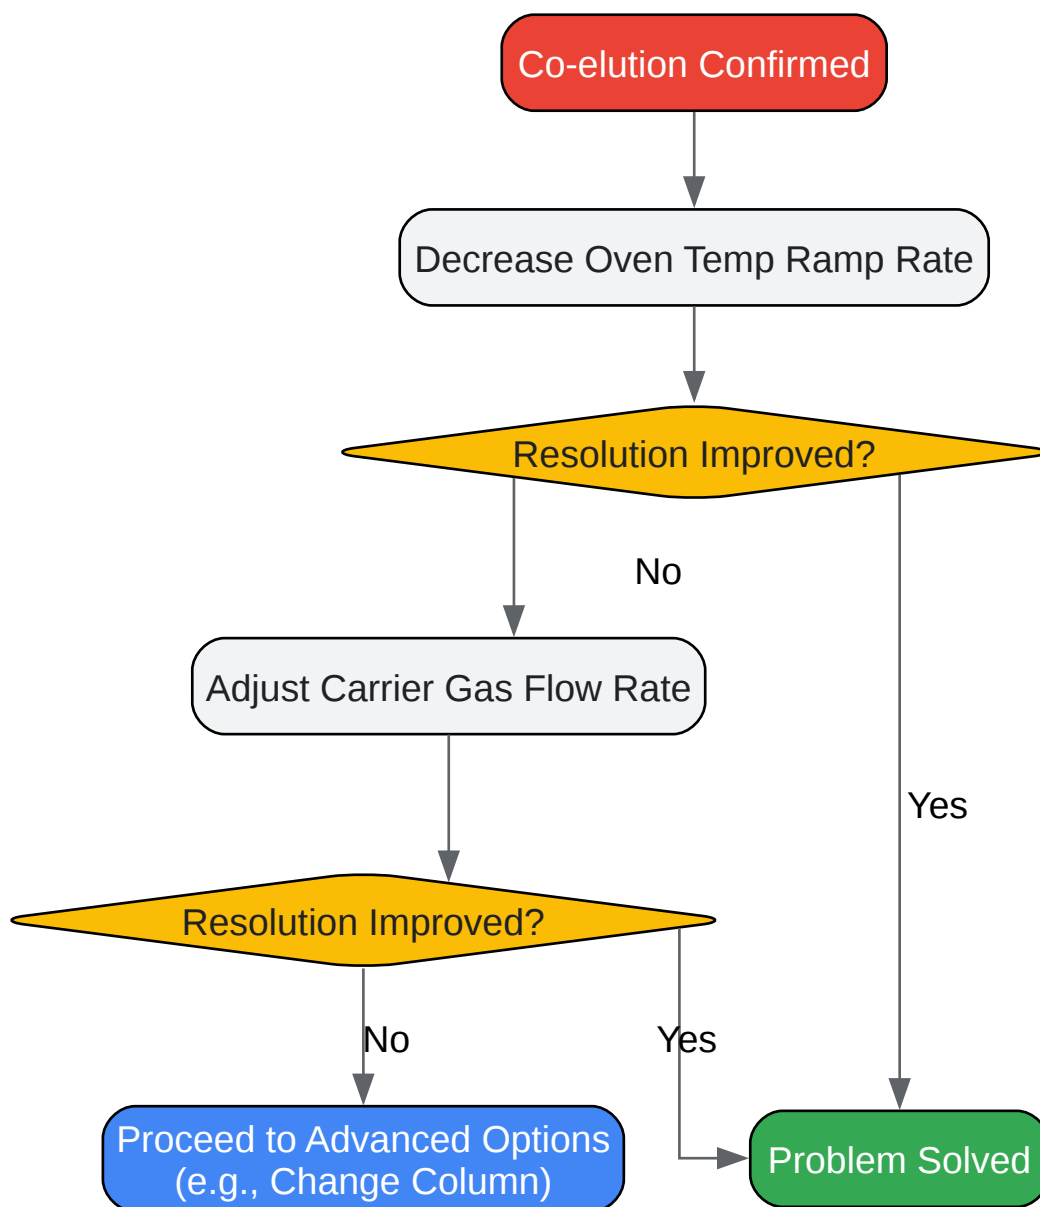 Co-elution Confirmed
Decrease Oven Temp Ramp Rate
Resolution Improved?
No
Adjust Carrier Gas Flow Rate
Yes
Resolution Improved?
No
Yes
Proceed to Advanced Options
(e.g., Change Column)
Problem Solved